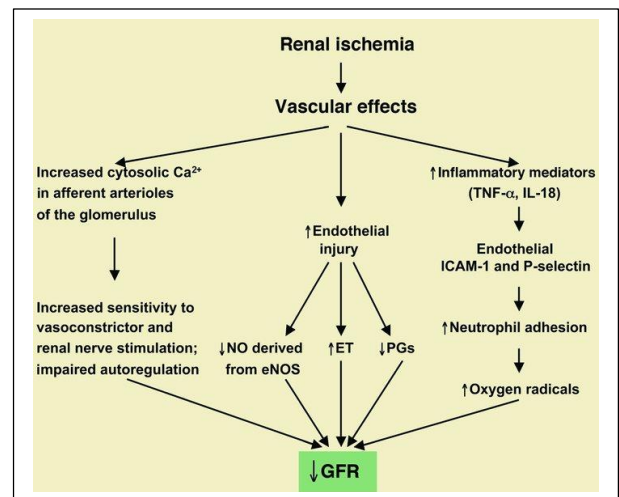 Renal ischemia
Vascular effects
Increased cytosolic Ca²⁺
in afferent arterioles
of the glomerulus
Increased sensitivity to
vasoconstrictor and
renal nerve stimulation;
impaired autoregulation
↑Endothelial
injury
↓NO derived
from eNOS
↑ET
↓PGs
↑Inflammatory mediators
(TNF-α, IL-18)
Endothelial
ICAM-1 and P-selectin
↑Neutrophil adhesion
↑Oxygen radicals
↓GFR